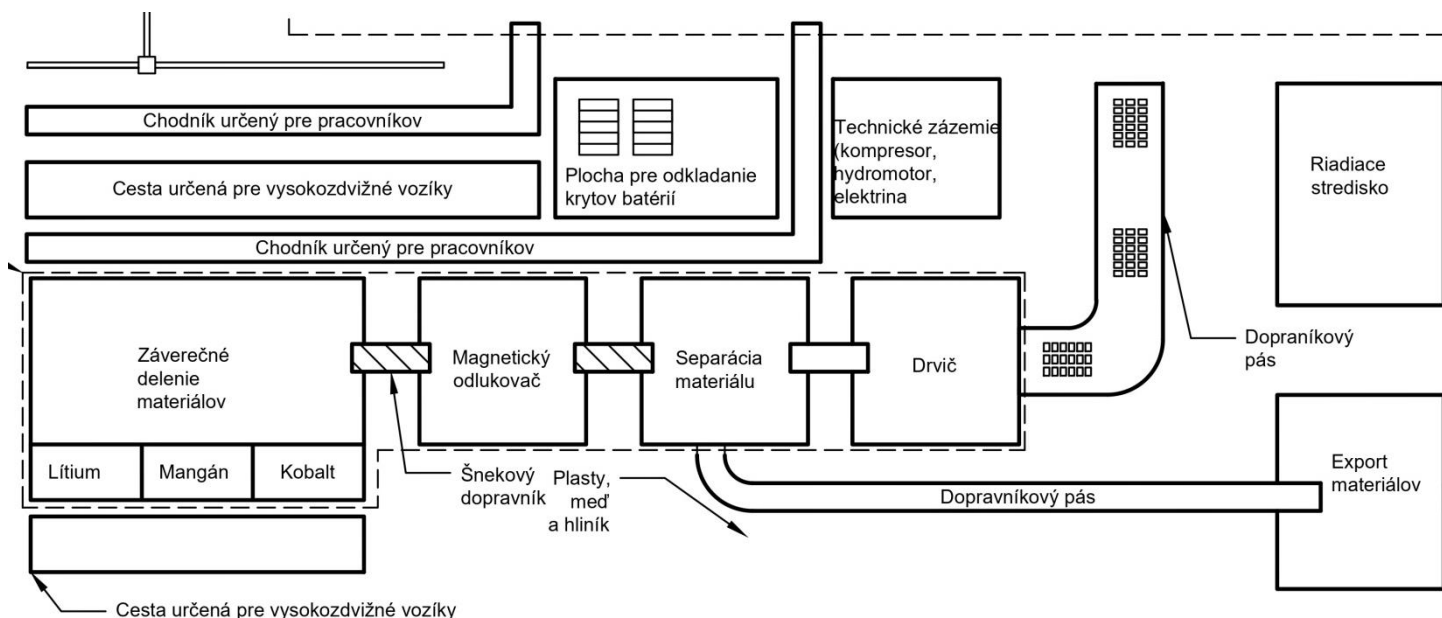 Chodník určený pre pracovníkov
Cesta určená pre vysokozdvižné vozíky
Chodník určený pre pracovníkov
Plocha pre odkladanie
krytov batérií
Technické zázemie
(kompresor,
hydromotor,
elektrina
Riadiace
stredisko
Dopraníkový
pás
Záverečné
delenie
materiálov
Magnetický
odlukovač
Separácia
materiálu
Drvič
Lítium
Mangán
Kobalt
Šnekový
dopravník
Plasty,
meď
a hliník
Dopravníkový pás
Export
materiálov
Cesta určená pre vysokozdvižné vozíky